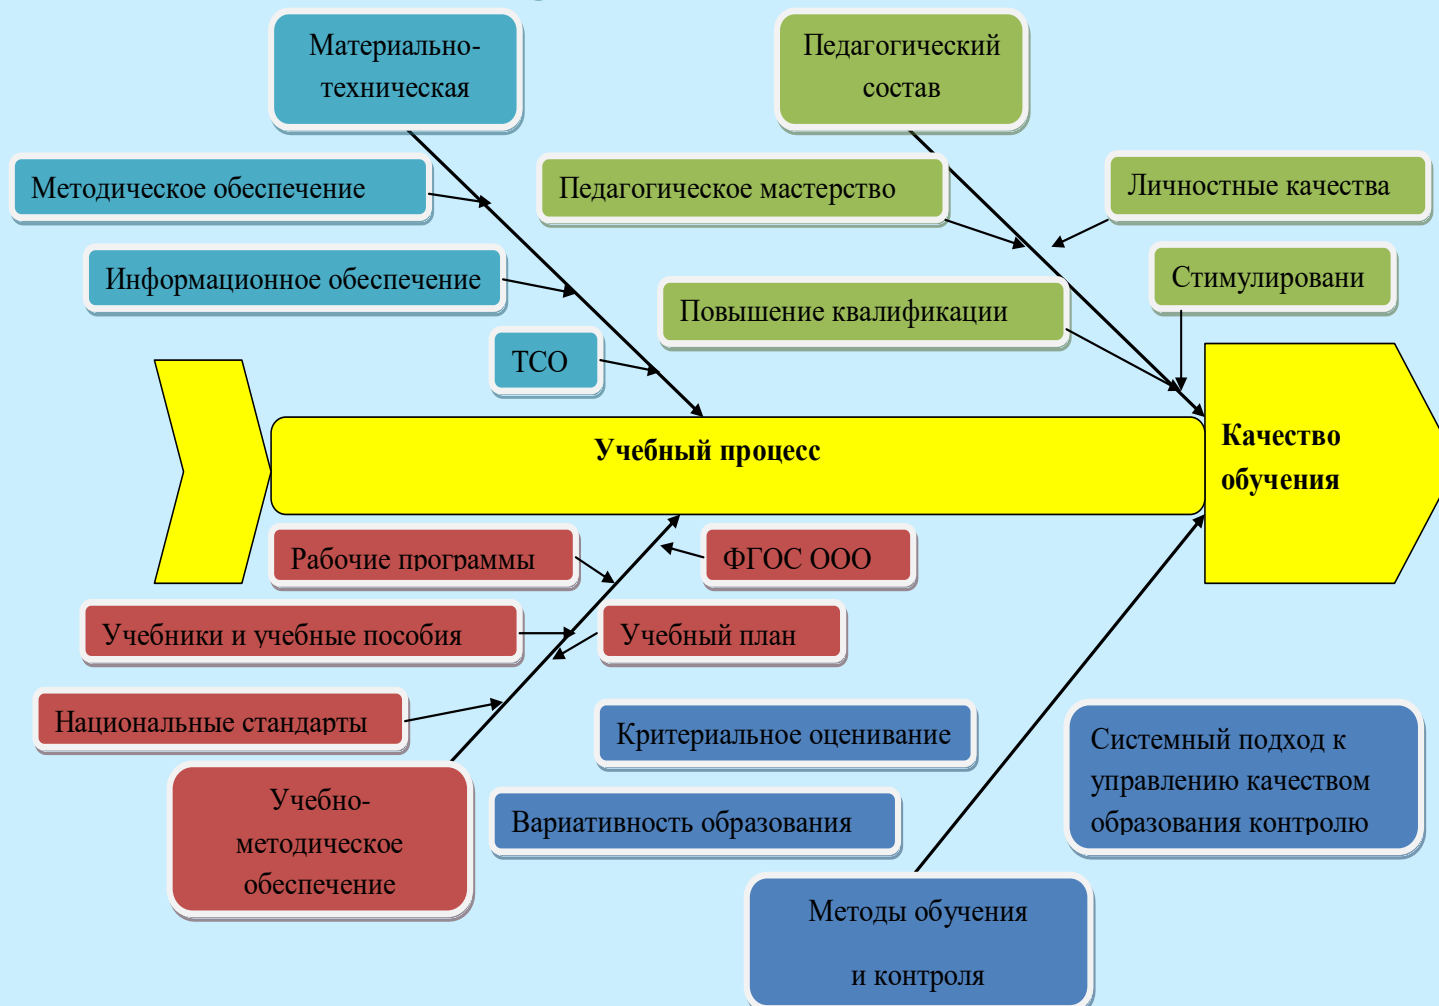 Материально-
техническая
Педагогический
состав
Методическое обеспечение
Педагогическое мастерство
Личностные качества
Информационное обеспечение
Повышение квалификации
Стимулировани
ТСО
Учебный процесс
Качество
обучения
Рабочие программы
ФГОС ООО
Учебники и учебные пособия
Учебный план
Национальные стандарты
Критериальное оценивание
Системный подход к
управлению качеством
образования контролю
Учебно-
методическое
обеспечение
Вариативность образования
Методы обучения
и контроля